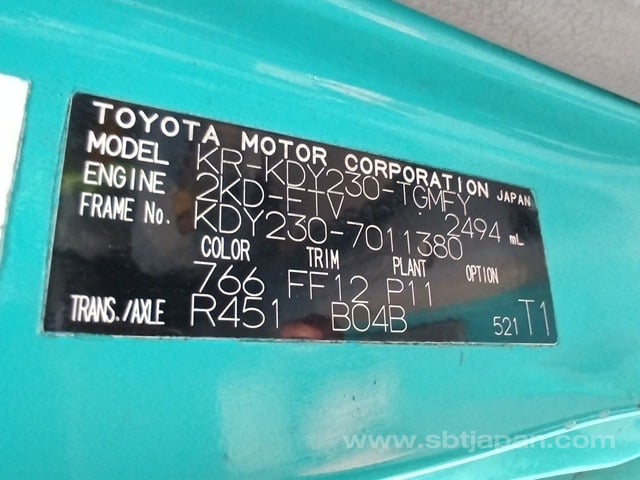 TOYOTA MOTOR CORPORATION JAPAN
MODEL KR-KDY230-TGMFY
ENGINE 2KD-FTV 2494 mL
FRAME No. KDY230-7011380
COLOR TRIM PLANT OPTION
766 FF12 P11
TRANS./AXLE R451 B04B 521 T1
www.sbtjapan.com